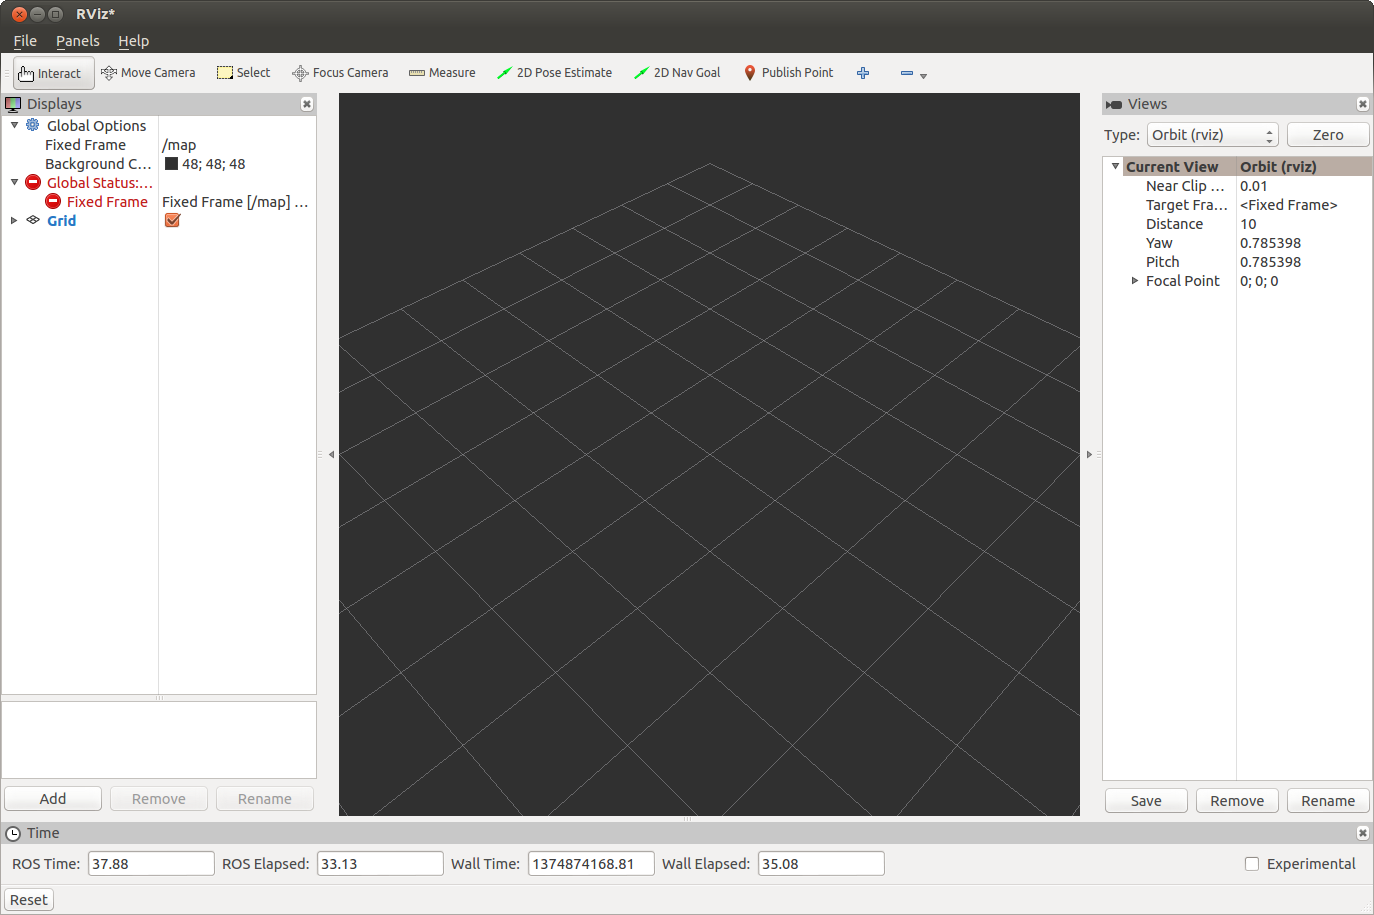 RViz*
File Panels Help
Interact Move Camera Select Focus Camera Measure 2D Pose Estimate 2D Nav Goal Publish Point
Displays
Global Options
Fixed Frame /map
Background C... 48; 48; 48
Global Status:...
Fixed Frame Fixed Frame [/map] ...
Grid
Add Remove Rename
Views
Type: Orbit (rviz) Zero
Current View Orbit (rviz)
Near Clip ... 0.01
Target Fra... <Fixed Frame>
Distance 10
Yaw 0.785398
Pitch 0.785398
Focal Point 0; 0; 0
Save Remove Rename
Time
ROS Time: 37.88 ROS Elapsed: 33.13 Wall Time: 1374874168.81 Wall Elapsed: 35.08 Experimental
Reset